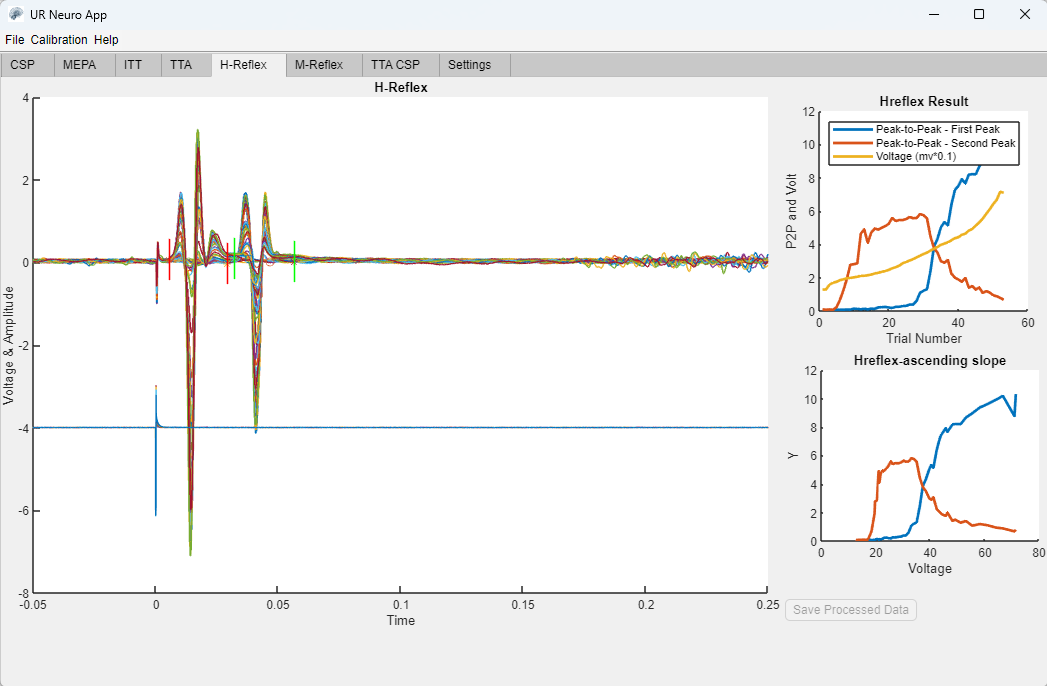 UR Neuro App
File Calibration Help
CSP MEPA ITT TTA H-Reflex M-Reflex TTA CSP Settings
H-Reflex
4
2
0
-2
-4
-6
-8
Voltage & Amplitude
-0.05 0 0.05 0.1 0.15 0.2 0.25
Time
Hreflex Result
12
10
8
6
4
2
0
P2P and Volt
Peak-to-Peak - First Peak
Peak-to-Peak - Second Peak
Voltage (mv*0.1)
0 20 40 60
Trial Number
Hreflex-ascending slope
12
10
8
6
4
2
0
Y
0 20 40 60 80
Voltage
Save Processed Data